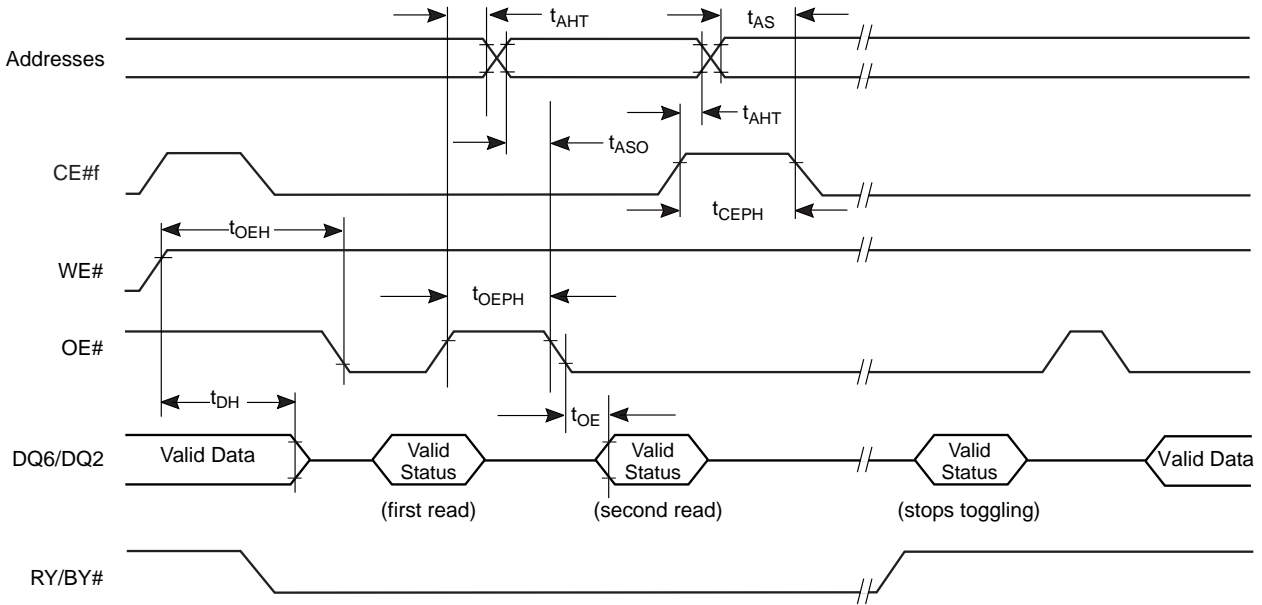 tAHT
tAS
Addresses
tAHT
tASO
CE#f
tCEPH
tOEH
WE#
tOEPH
OE#
tDH
tOE
DQ6/DQ2
Valid Data
Valid
Status
Valid
Status
Valid
Status
Valid Data
(first read)
(second read)
(stops toggling)
RY/BY#